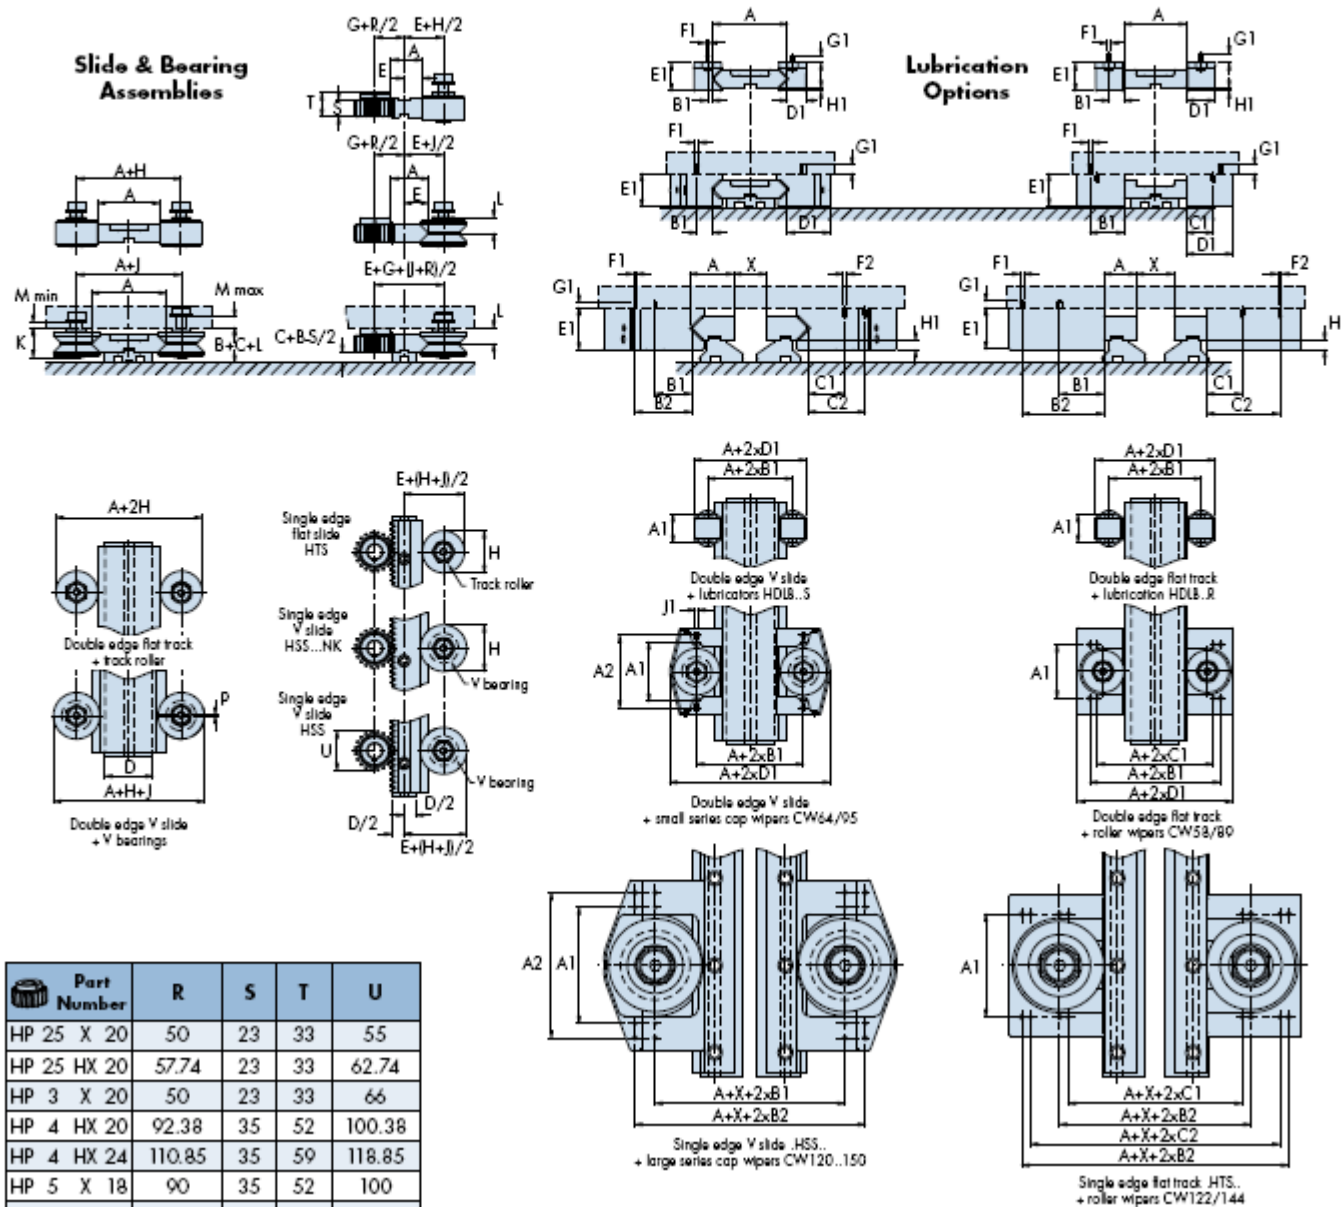 Slide & Bearing
Assemblies
G+R/2 E+H/2
A
E
T
S
G+R/2 E+J/2
A
E
L
E+G+(J+R)/2
L
C+B-S/2
A+H
A
A+J
A
M min
M max
K
B+C+L
Lubrication
Options
A
F1
G1
E1
B1
D1
H1
A
F1
G1
E1
B1
D1
H1
F1
G1
E1
B1
D1
F1
G1
E1
B1
C1
D1
F1
A
X
F2
G1
E1
H1
B1
B2
C1
C2
F1
A
X
F2
G1
E1
H
B1
B2
C1
C2
A+2H
Double edge flat track
+ track roller
P
D
A+H+J
Double edge V slide
+ V bearings
E+(H+J)/2
Single edge
flat slide
HTS
H
Track roller
Single edge
V slide
HSS...NK
H
V bearing
Single edge
V slide
HSS
U
V bearing
D/2
D/2
E+(H+J)/2
A+2xD1
A+2xB1
A1
Double edge V slide
+ lubricators HDLB..S
J1
A2
A1
A+2xB1
A+2xD1
Double edge V slide
+ small series cap wipers CW64/95
A+2xD1
A+2xB1
A1
Double edge flat track
+ lubrication HDLB..R
A1
A+2xC1
A+2xB1
A+2xD1
Double edge flat track
+ roller wipers CW58/89
A2
A1
A+X+2xB1
A+X+2xB2
Single edge V slide .HSS..
+ large series cap wipers CW120..150
A1
A+X+2xC1
A+X+2xB2
A+X+2xC2
A+X+2xB2
Single edge flat track .HTS..
+ roller wipers CW122/144
Part Number R S T U
HP 25 X 20 50 23 33 55
HP 25 HX 20 57.74 23 33 62.74
HP 3 X 20 50 23 33 66
HP 4 HX 20 92.38 35 52 100.38
HP 4 HX 24 110.85 35 59 118.85
HP 5 X 18 90 35 52 100